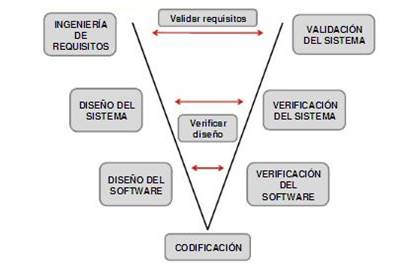 INGENIERÍA
DE
REQUISITOS
Validar requisitos
VALIDACIÓN
DEL SISTEMA
DISEÑO DEL
SISTEMA
Verificar
diseño
VERIFICACIÓN
DEL SISTEMA
DISEÑO DEL
SOFTWARE
VERIFICACIÓN
DEL
SOFTWARE
CODIFICACIÓN